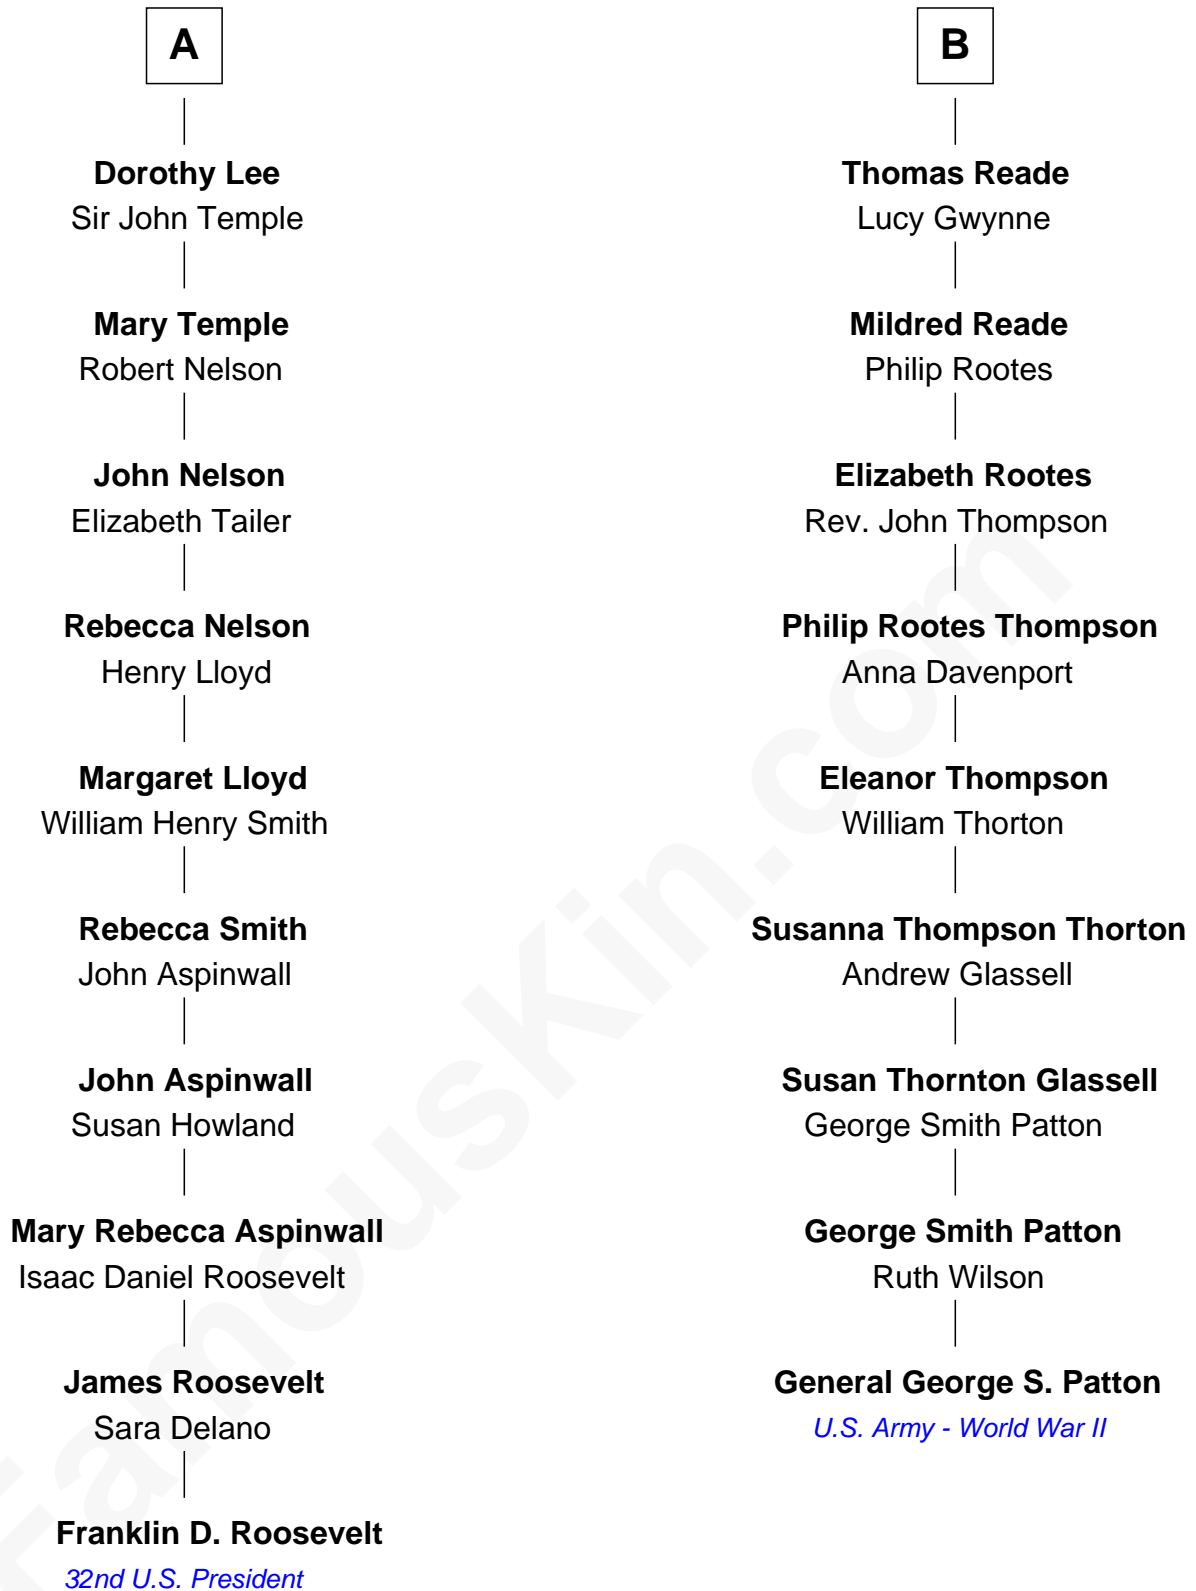 A
Dorothy Lee
Sir John Temple
Mary Temple
Robert Nelson
John Nelson
Elizabeth Tailer
Rebecca Nelson
Henry Lloyd
Margaret Lloyd
William Henry Smith
Rebecca Smith
John Aspinwall
John Aspinwall
Susan Howland
Mary Rebecca Aspinwall
Isaac Daniel Roosevelt
James Roosevelt
Sara Delano
Franklin D. Roosevelt
32nd U.S. President
B
Thomas Reade
Lucy Gwynne
Mildred Reade
Philip Rootes
Elizabeth Rootes
Rev. John Thompson
Philip Rootes Thompson
Anna Davenport
Eleanor Thompson
William Thorton
Susanna Thompson Thorton
Andrew Glassell
Susan Thornton Glassell
George Smith Patton
George Smith Patton
Ruth Wilson
General George S. Patton
U.S. Army - World War II
FamousKin.com